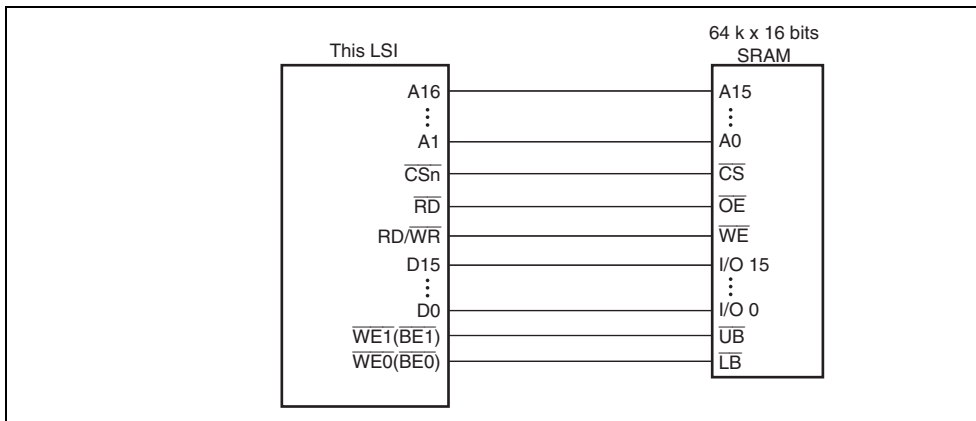 64 k x 16 bits
SRAM
This LSI
A16
A15
A1
A0
CSn
CS
RD
OE
RD/WR
WE
D15
I/O 15
D0
I/O 0
WE1(BE1)
UB
WE0(BE0)
LB